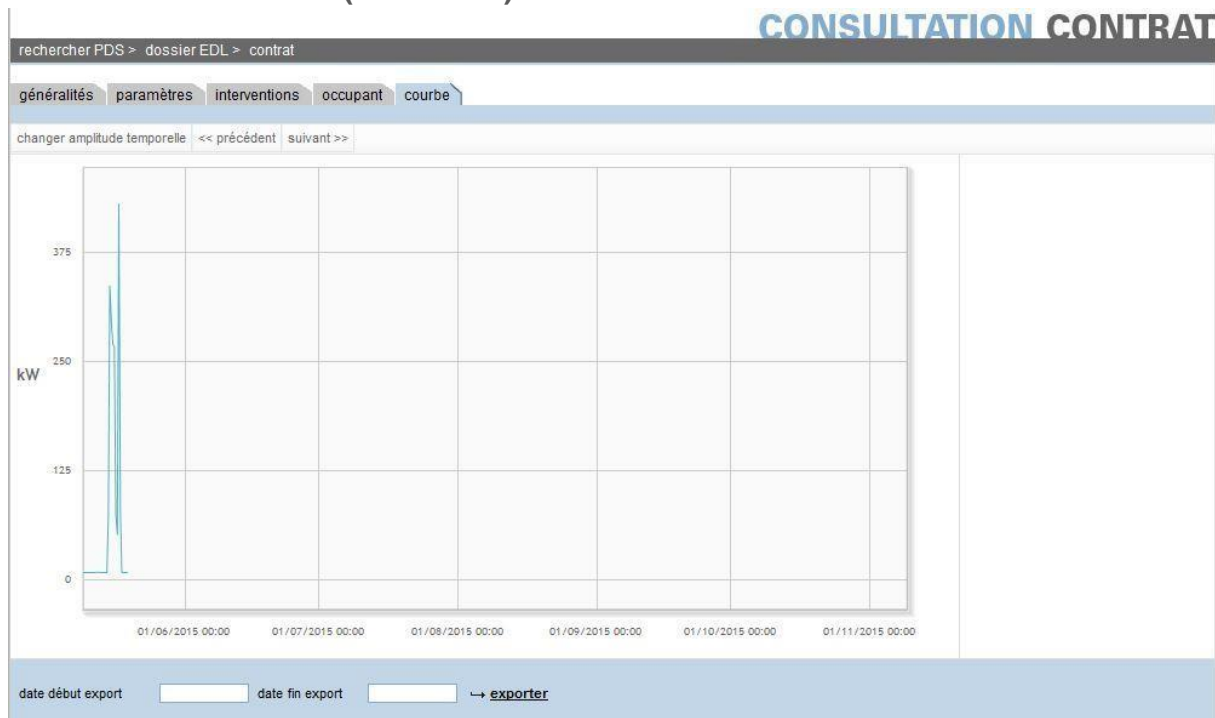 CONSULTATION CONTRAT
rechercher PDS > dossier EDL > contrat
généralités paramètres interventions occupant courbe
changer amplitude temporelle << précédent suivant >>
375
250
kW
125
0
01/06/2015 00:00 01/07/2015 00:00 01/08/2015 00:00 01/09/2015 00:00 01/10/2015 00:00 01/11/2015 00:00
date début export date fin export exporter